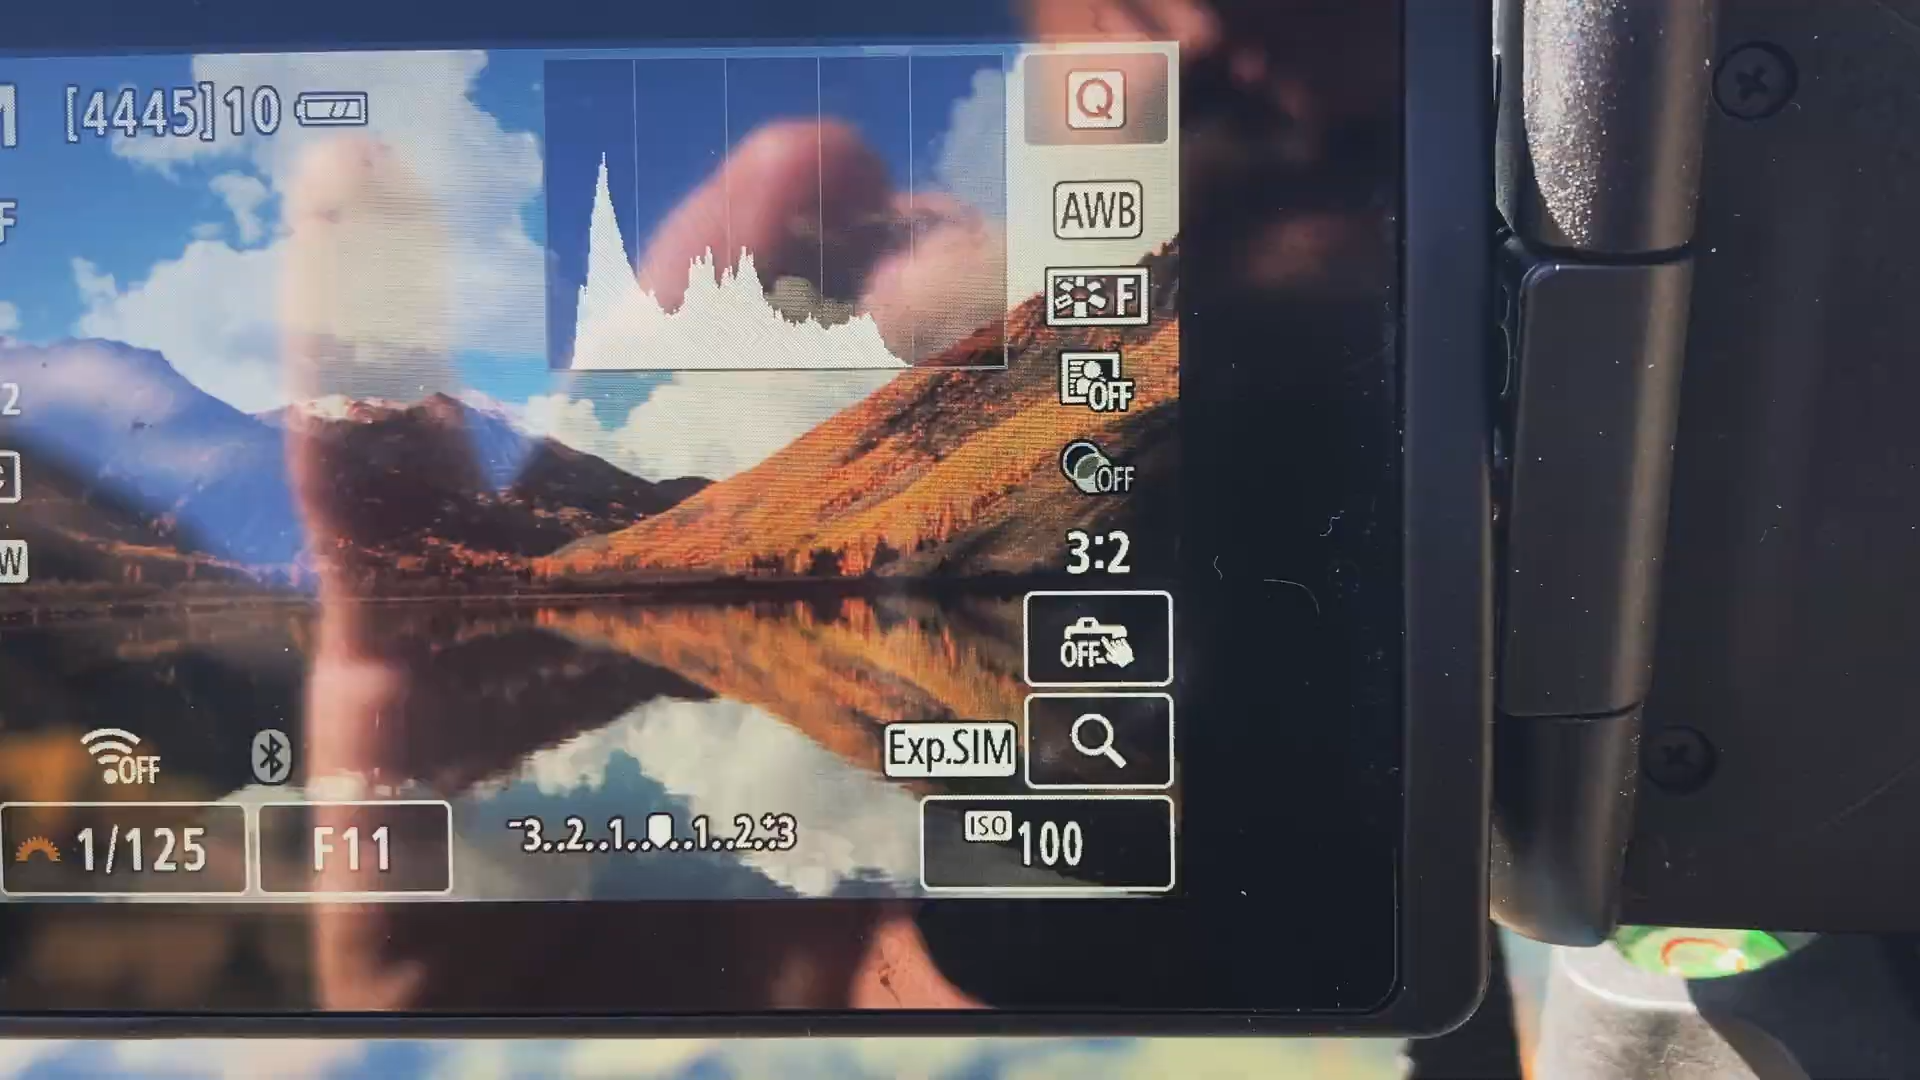 [4445]10
Q
AWB
F
OFF
OFF
2
3:2
W
OFF
OFF
Exp.SIM
1/125
F11
-3..2..1..0..1..2..+3
ISO 100